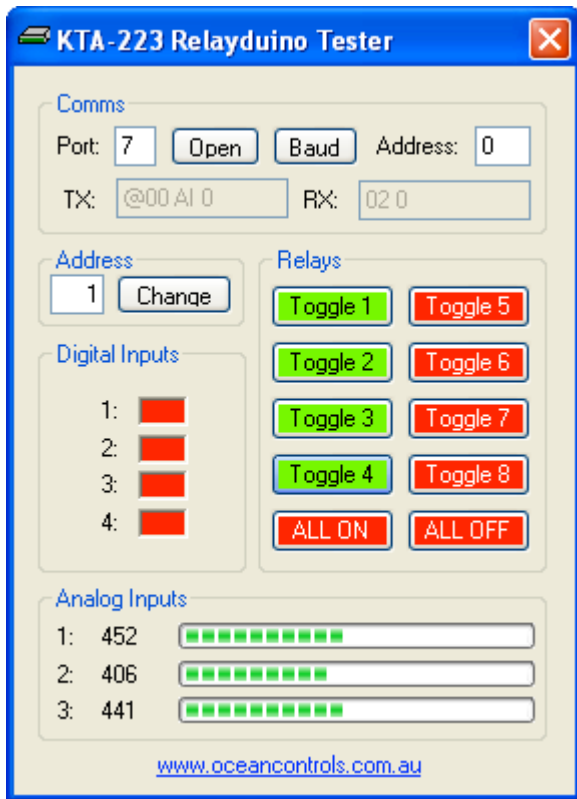 KTA-223 Relayduino Tester
Comms
Port: 7 Open Baud Address: 0
TX: @00 AI 0 RX: 02 0
Address
1 Change
Relays
Toggle 1 Toggle 5
Toggle 2 Toggle 6
Toggle 3 Toggle 7
Toggle 4 Toggle 8
ALL ON ALL OFF
Digital Inputs
1:
2:
3:
4:
Analog Inputs
1: 452
2: 406
3: 441
www.oceancontrols.com.au